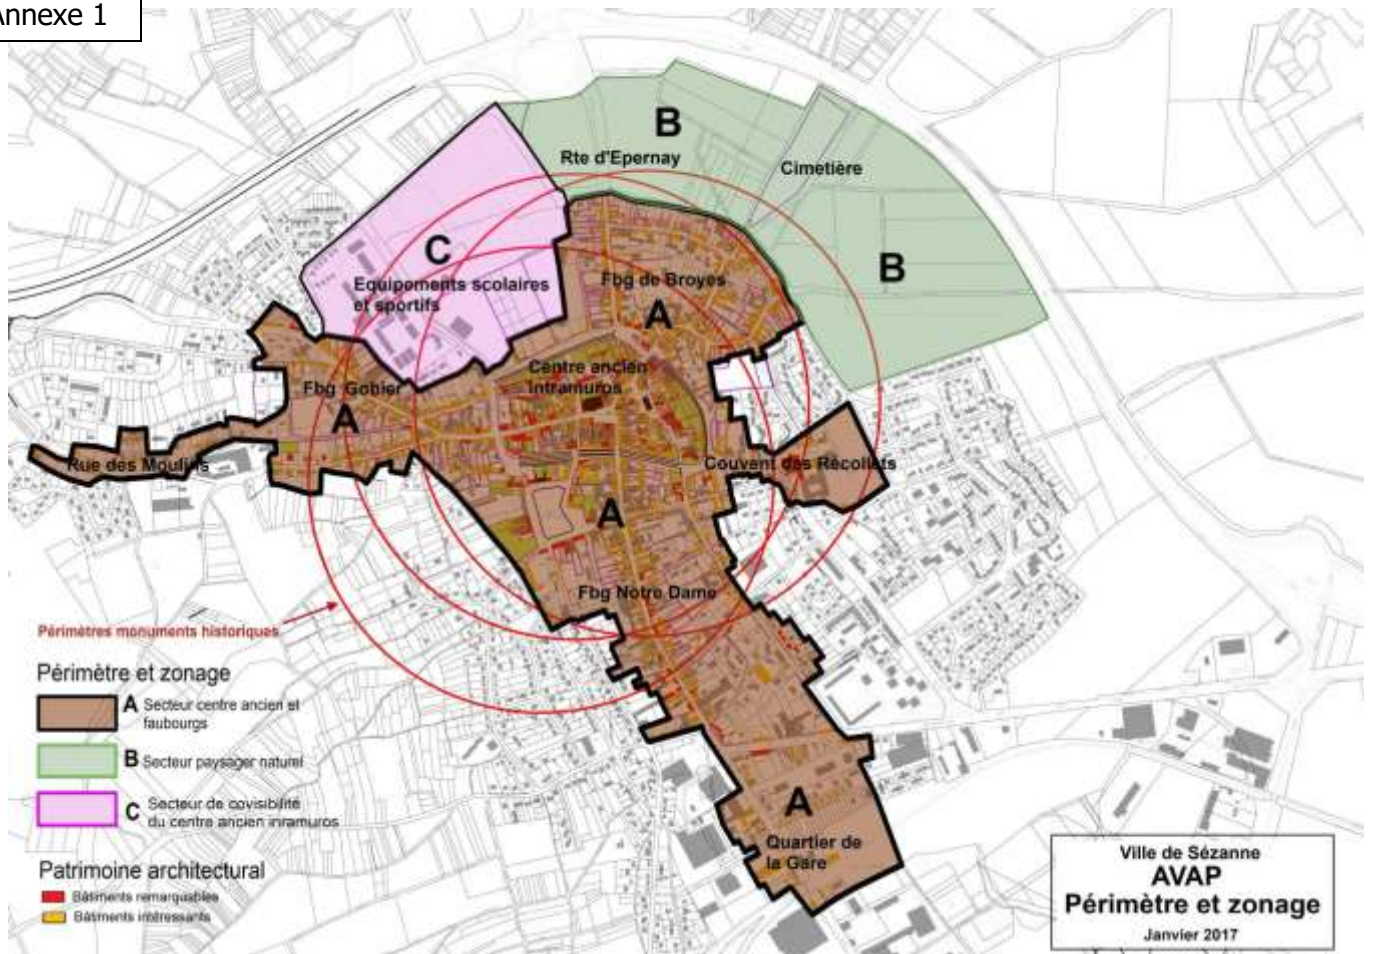 Annexe 1
B
Rte d'Epernay
Cimetière
C
Equipements scolaires
et sportifs
B
Fbg de Broyes
A
Centre ancien
intramuros
Fbg Gobier
A
Rue des Moulins
Couvent des Récollets
A
Fbg Notre Dame
Périmètres monuments historiques
Périmètre et zonage
A Secteur centre ancien et
faubourgs
B Secteur paysager naturel
C Secteur de covisibilité
du centre ancien inramuros
Patrimoine architectural
Bâtiments remarquables
Bâtiments intéressants
A
Quartier de
la Gare
Ville de Sézanne
AVAP
Périmètre et zonage
Janvier 2017